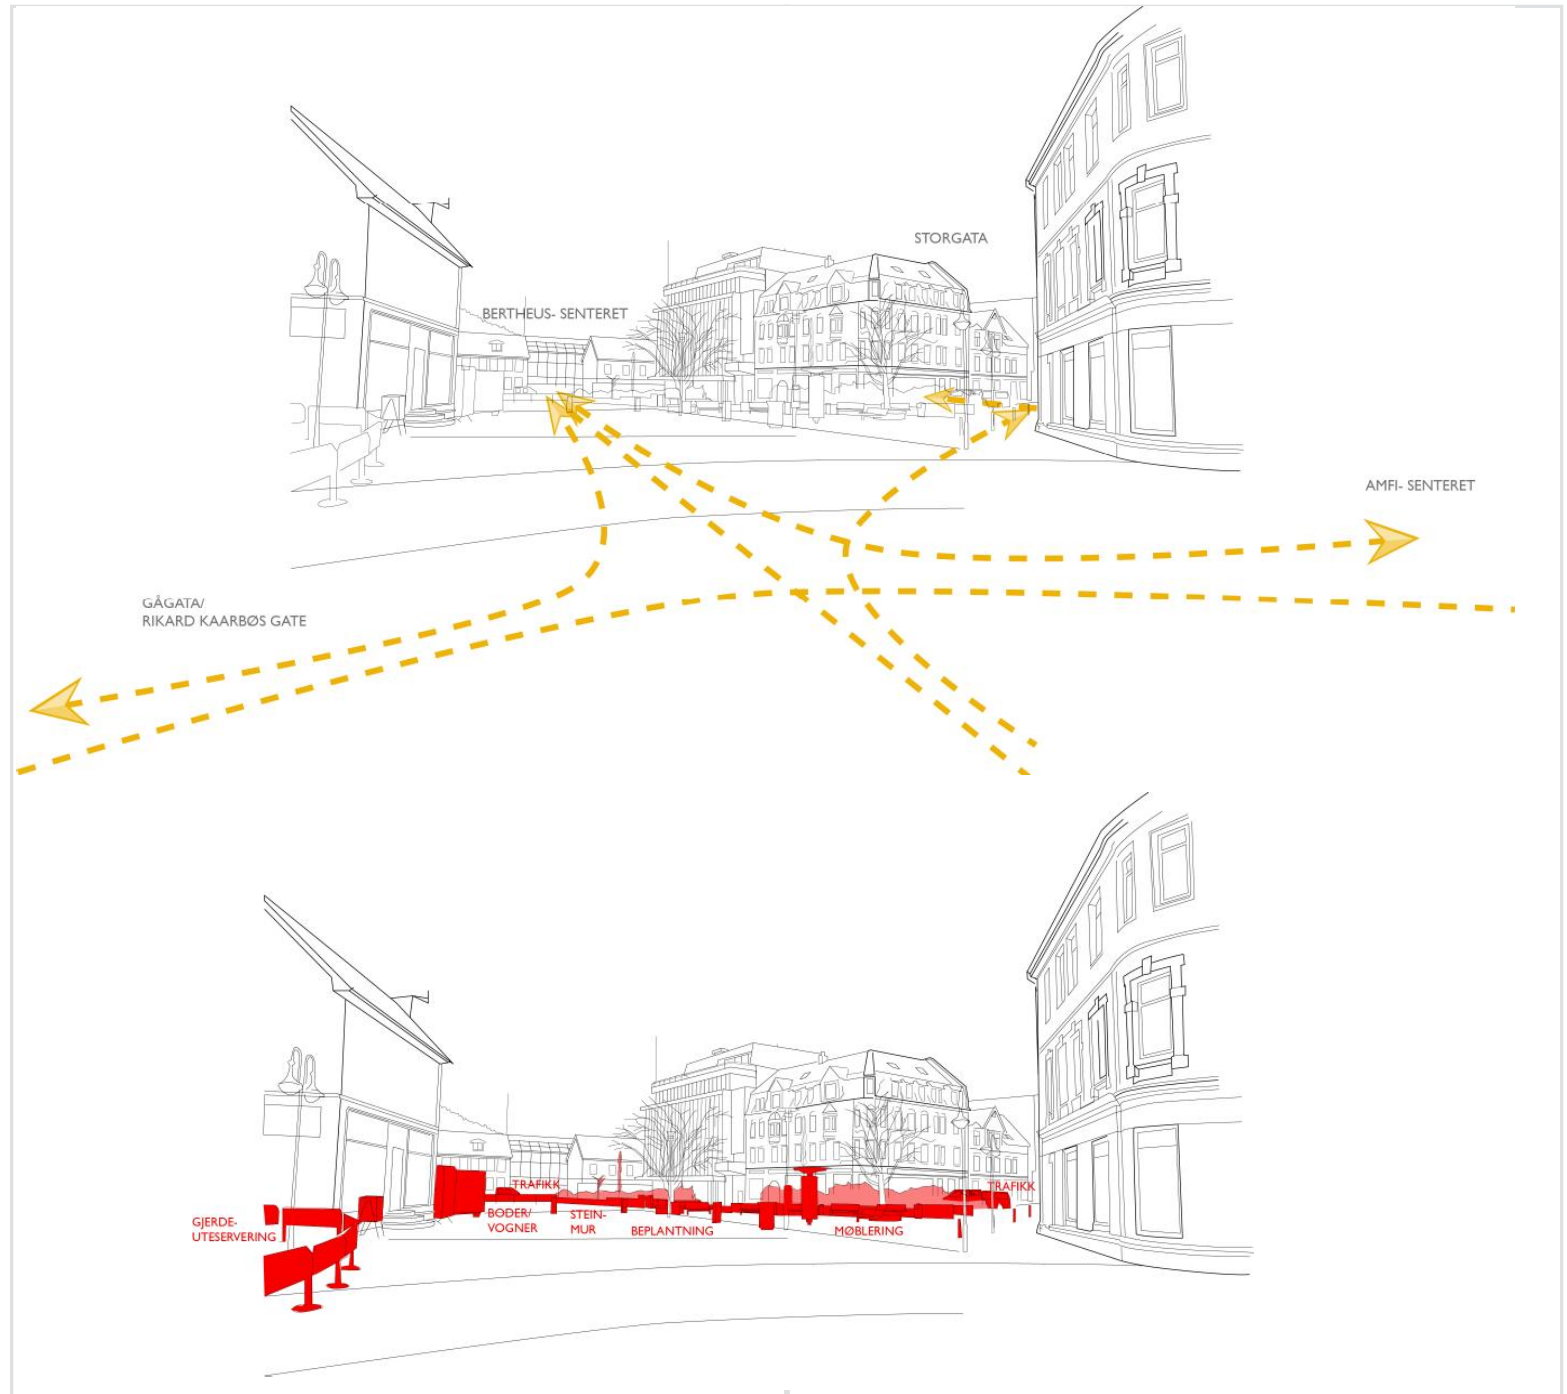 STORGATA
BERTHEUS- SENTERET
AMFI- SENTERET
GÅGATA/
RIKARD KAARBØS GATE
TRAFIKK
TRAFIKK
BODER/
VOGNER
STEIN-
MUR
GJERDE-
UTESERVERING
BEPLANTNING
MØBLERING